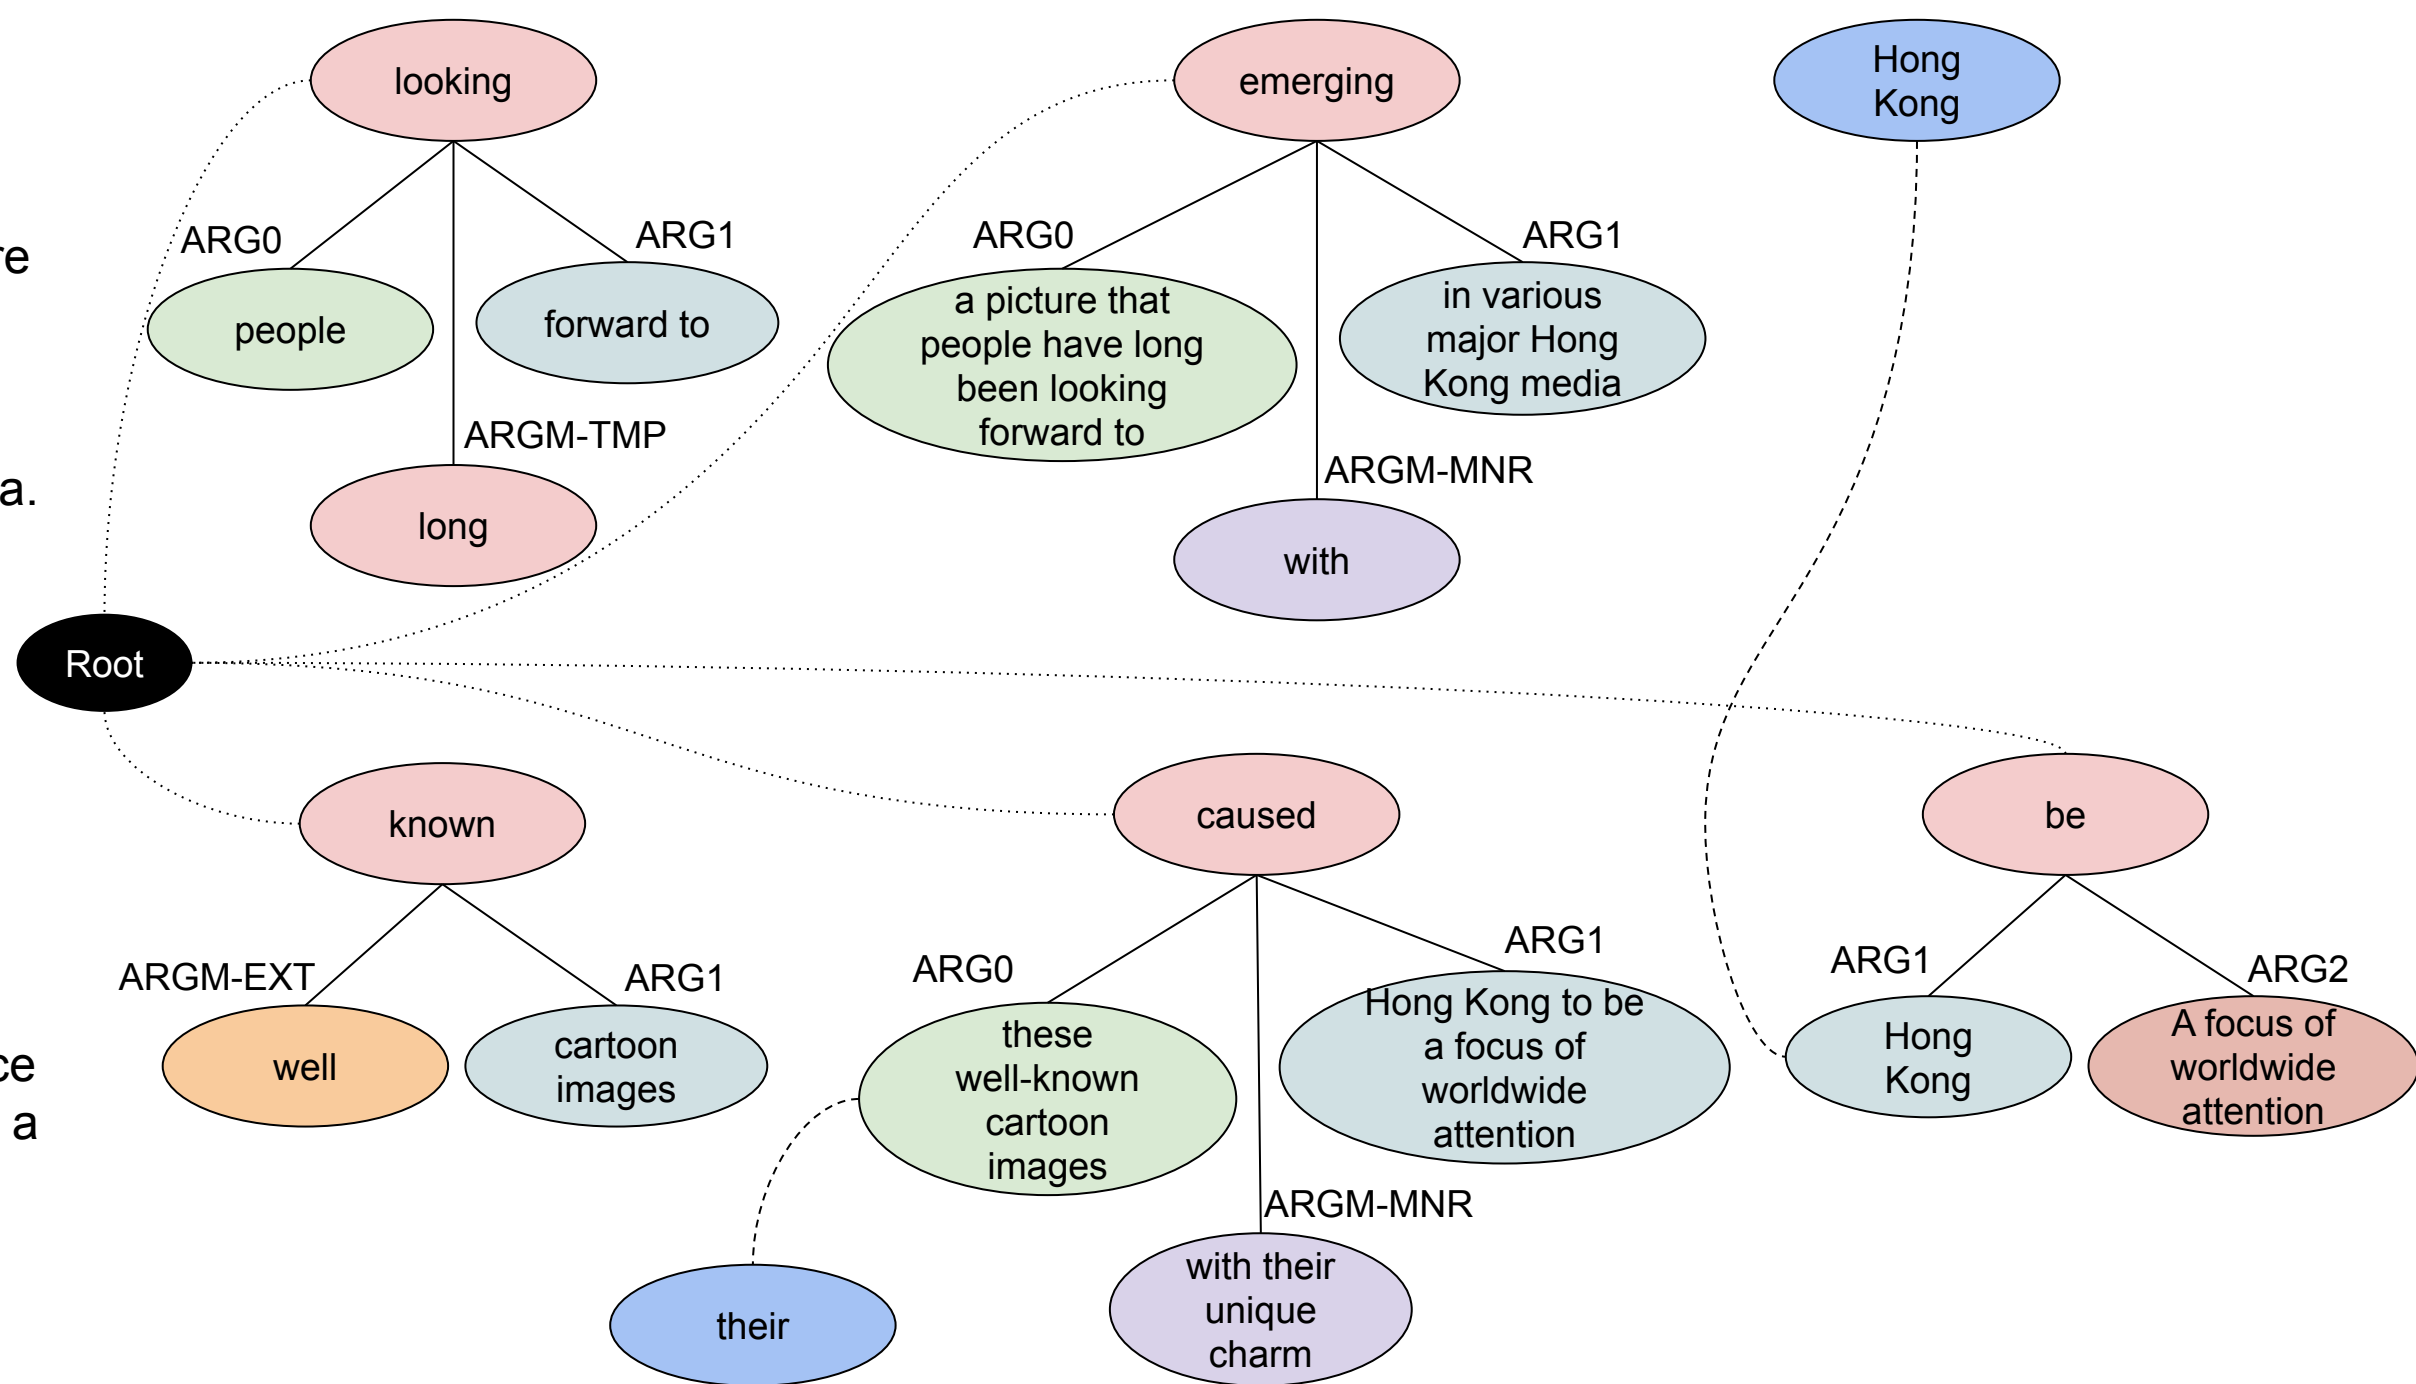 looking
emerging
Hong
Kong
ARG0
ARG1
ARG0
ARG1
re
people
forward to
a picture that
people have long
been looking
forward to
in various
major Hong
Kong media
ARGM-TMP
ARGM-MNR
a.
long
with
Root
known
caused
be
ARGM-EXT
ARG1
ARG0
ARG1
ARG1
ARG2
well
cartoon
images
these
well-known
cartoon
images
Hong Kong to be
a focus of
worldwide
attention
Hong
Kong
A focus of
worldwide
attention
ce
a
ARGM-MNR
their
with their
unique
charm